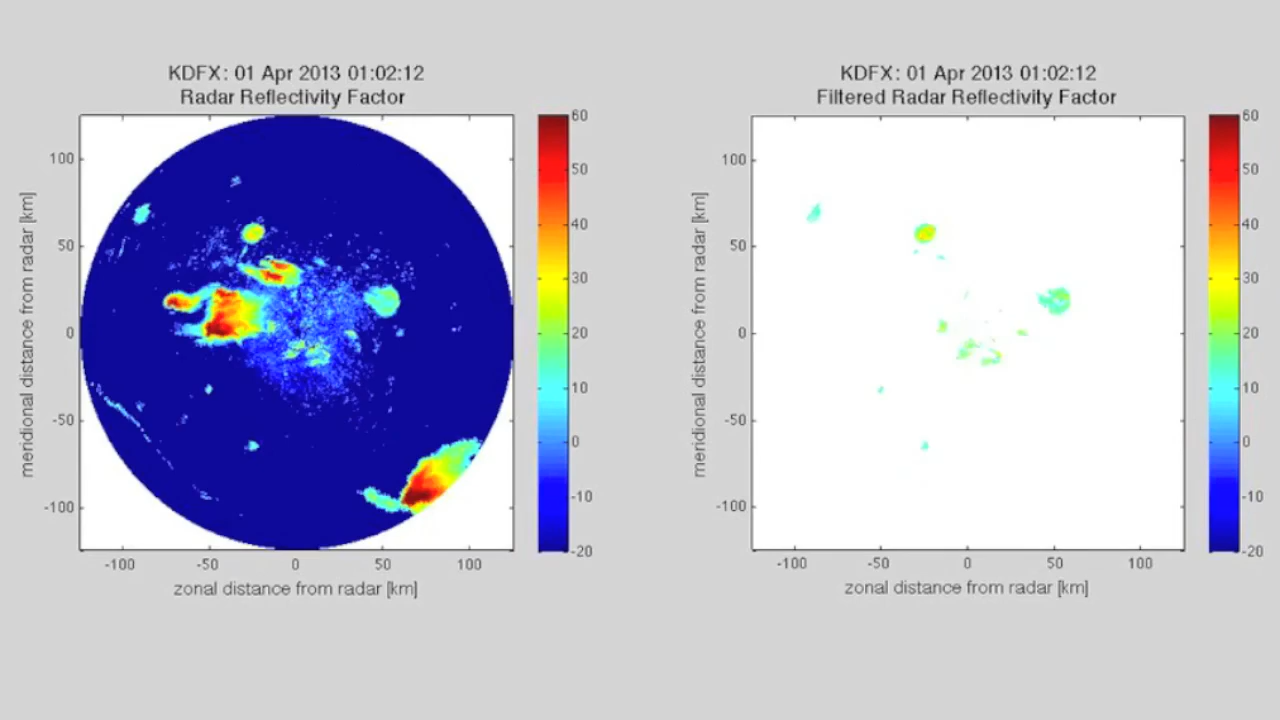 KDFX: 01 Apr 2013 01:02:12
Radar Reflectivity Factor
60
50
40
30
20
10
0
-10
-20
100
50
0
-50
-100
meridional distance from radar [km]
-100 -50 0 50 100
zonal distance from radar [km]
KDFX: 01 Apr 2013 01:02:12
Filtered Radar Reflectivity Factor
60
50
40
30
20
10
0
-10
-20
100
50
0
-50
-100
meridional distance from radar [km]
-100 -50 0 50 100
zonal distance from radar [km]